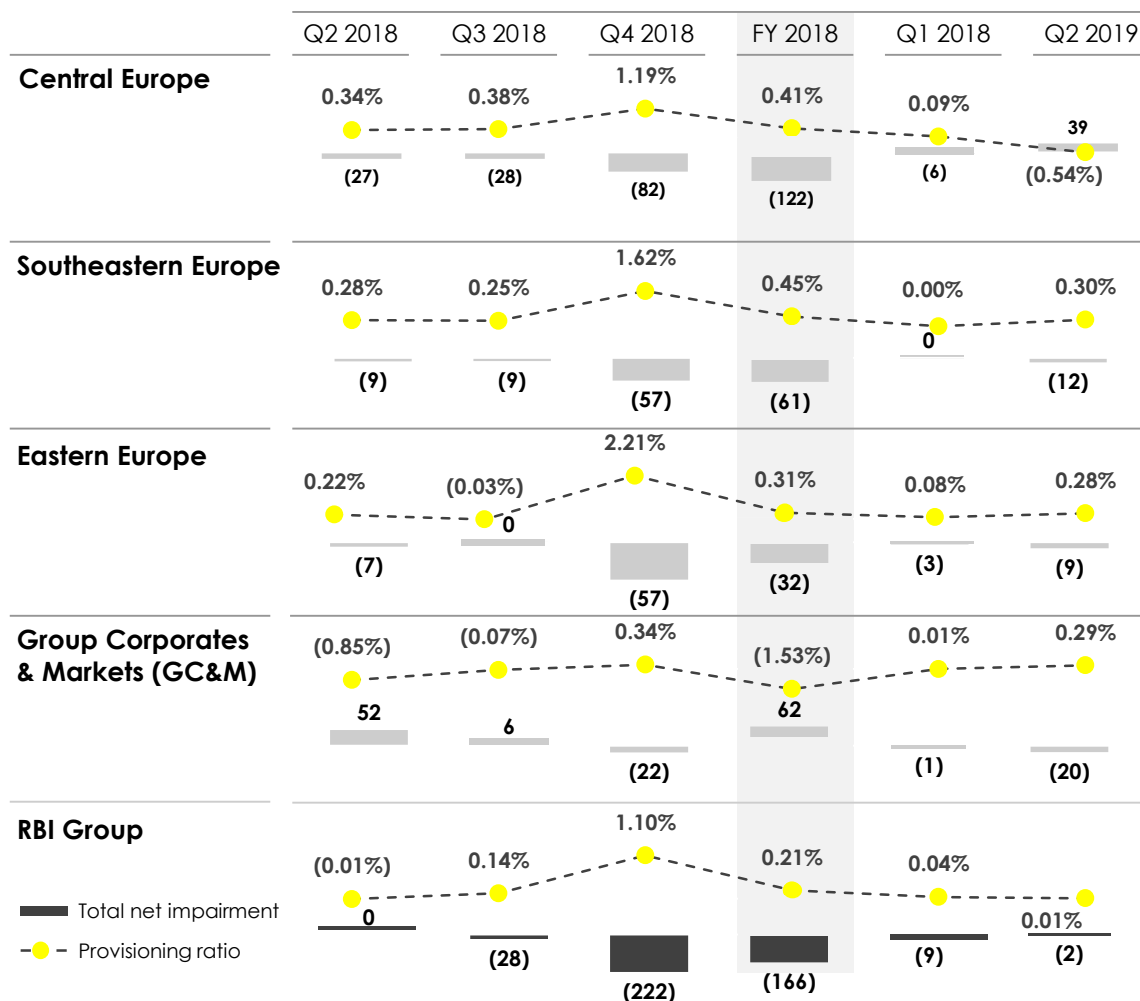 Q2 2018 Q3 2018 Q4 2018 FY 2018 Q1 2018 Q2 2019
Central Europe
0.34% 0.38% 1.19% 0.41% 0.09% 39
(27) (28) (82) (122) (6) (0.54%)
Southeastern Europe
0.28% 0.25% 1.62% 0.45% 0.00% 0.30%
(9) (9) (57) (61) 0 (12)
Eastern Europe
0.22% (0.03%) 2.21% 0.31% 0.08% 0.28%
(7) 0 (57) (32) (3) (9)
Group Corporates
& Markets (GC&M)
(0.85%) (0.07%) 0.34% (1.53%) 0.01% 0.29%
52 6 (22) 62 (1) (20)
RBI Group
(0.01%) 0.14% 1.10% 0.21% 0.04% 0.01%
Total net impairment
0 (28) (222) (166) (9) (2)
Provisioning ratio